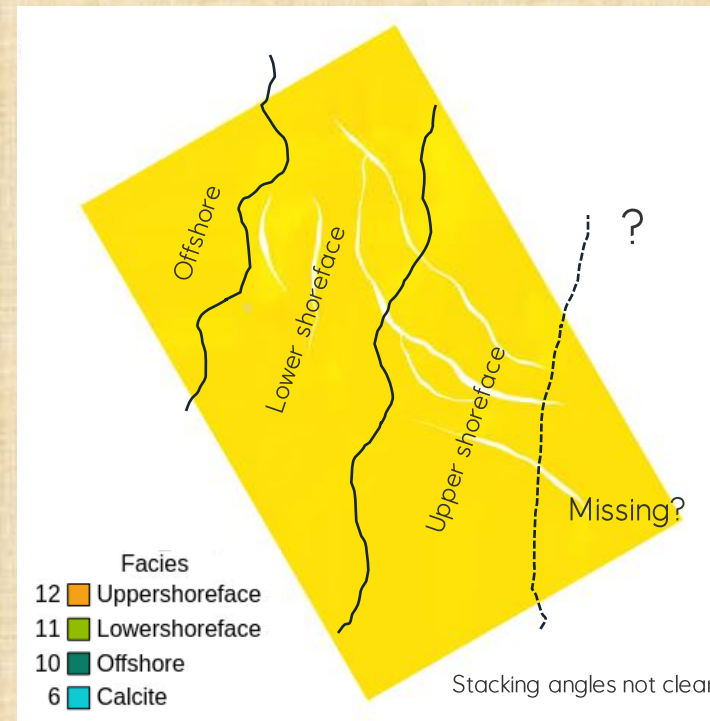 Offshore
Lower shoreface
Upper shoreface
?
Missing?
Facies
12 Uppershoreface
11 Lowershoreface
10 Offshore
6 Calcite
Stacking angles not clear